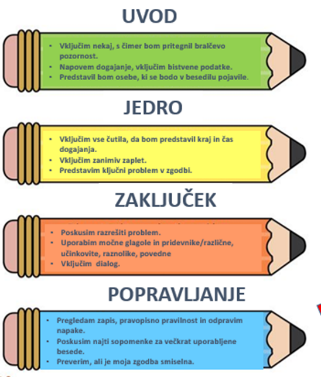 UVOD
• Vključim nekaj, s čimer bom pritegnil bralčevo
pozornost.
• Napovem dogajanje, vključim bistvene podatke.
• Predstavil bom osebe, ki se bodo v besedilu pojavile.
JEDRO
• Vključim vse čutila, da bom predstavil kraj in čas
dogajanja.
• Vključim zanimiv zaplet.
• Predstavim ključni problem v zgodbi.
ZAKLJUČEK
• Poskusim razrešiti problem.
• Uporabim močne glagole in pridevnike/različne,
učinkovite, raznolike, povedne
• Vključim dialog.
POPRAVLJANJE
• Pregledam zapis, pravopisno pravilnost in odpravim
napake.
• Poskusim najti sopomenke za večkrat uporabljene
besede.
• Preverim, ali je moja zgodba smiselna.